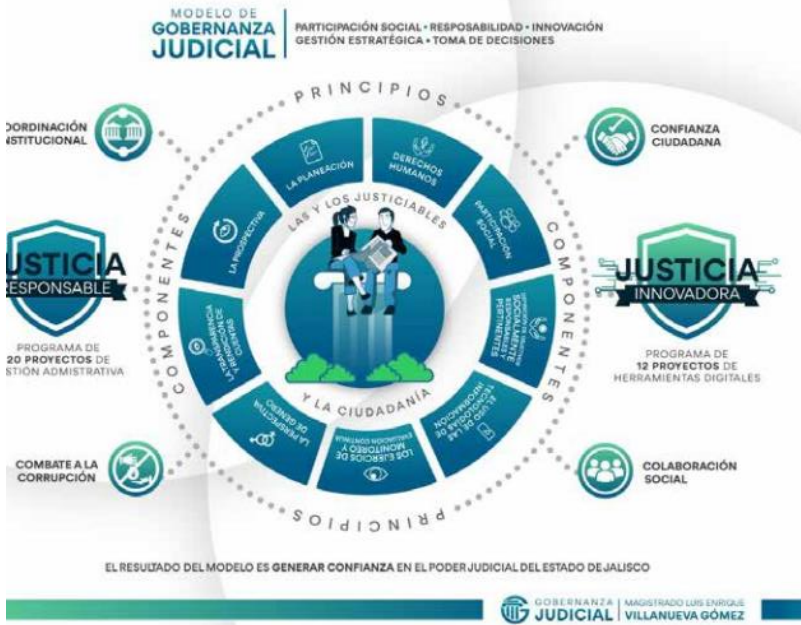 MODELO DE
GOBERNANZA
JUDICIAL
PARTICIPACIÓN SOCIAL • RESPOSABILIDAD • INNOVACIÓN
GESTIÓN ESTRATÉGICA • TOMA DE DECISIONES
PRINCIPIOS
OORDINACIÓN
NSTITUCIONAL
CONFIANZA
CIUDADANA
LA PLANEACIÓN
DERECHOS
HUMANOS
LA PROSPECTIVA
LAS Y LOS JUSTICIABLES
PARTICIPACIÓN
SOCIAL
COMPONENTES
COMPONENTES
USTICIA
RESPONSABLE
PROGRAMA DE
20 PROYECTOS DE
STIÓN ADMISTRATIVA
JUSTICIA
INNOVADORA
PROGRAMA DE
12 PROYECTOS DE
HERRAMIENTAS DIGITALES
LA TRANSPARENCIA
Y RENDICIÓN DE
CUENTAS
SOCIALMENTE
RESPONSABLES Y
PERTINENTES
Y LA CIUDADANÍA
LA PERSPECTIVA
DE GENERO
LOS EJERCICIOS DE
MONITOREO Y
EVALUACIÓN CONTINUA
EL USO DE LAS
TECNOLOGÍAS DE
INFORMACIÓN
COMBATE A LA
CORRUPCIÓN
COLABORACIÓN
SOCIAL
PRINCIPIOS
EL RESULTADO DEL MODELO ES GENERAR CONFIANZA EN EL PODER JUDICIAL DEL ESTADO DE JALISCO
GOBERNANZA
JUDICIAL
MAGISTRADO LUIS ENRIQUE
VILLANUEVA GÓMEZ